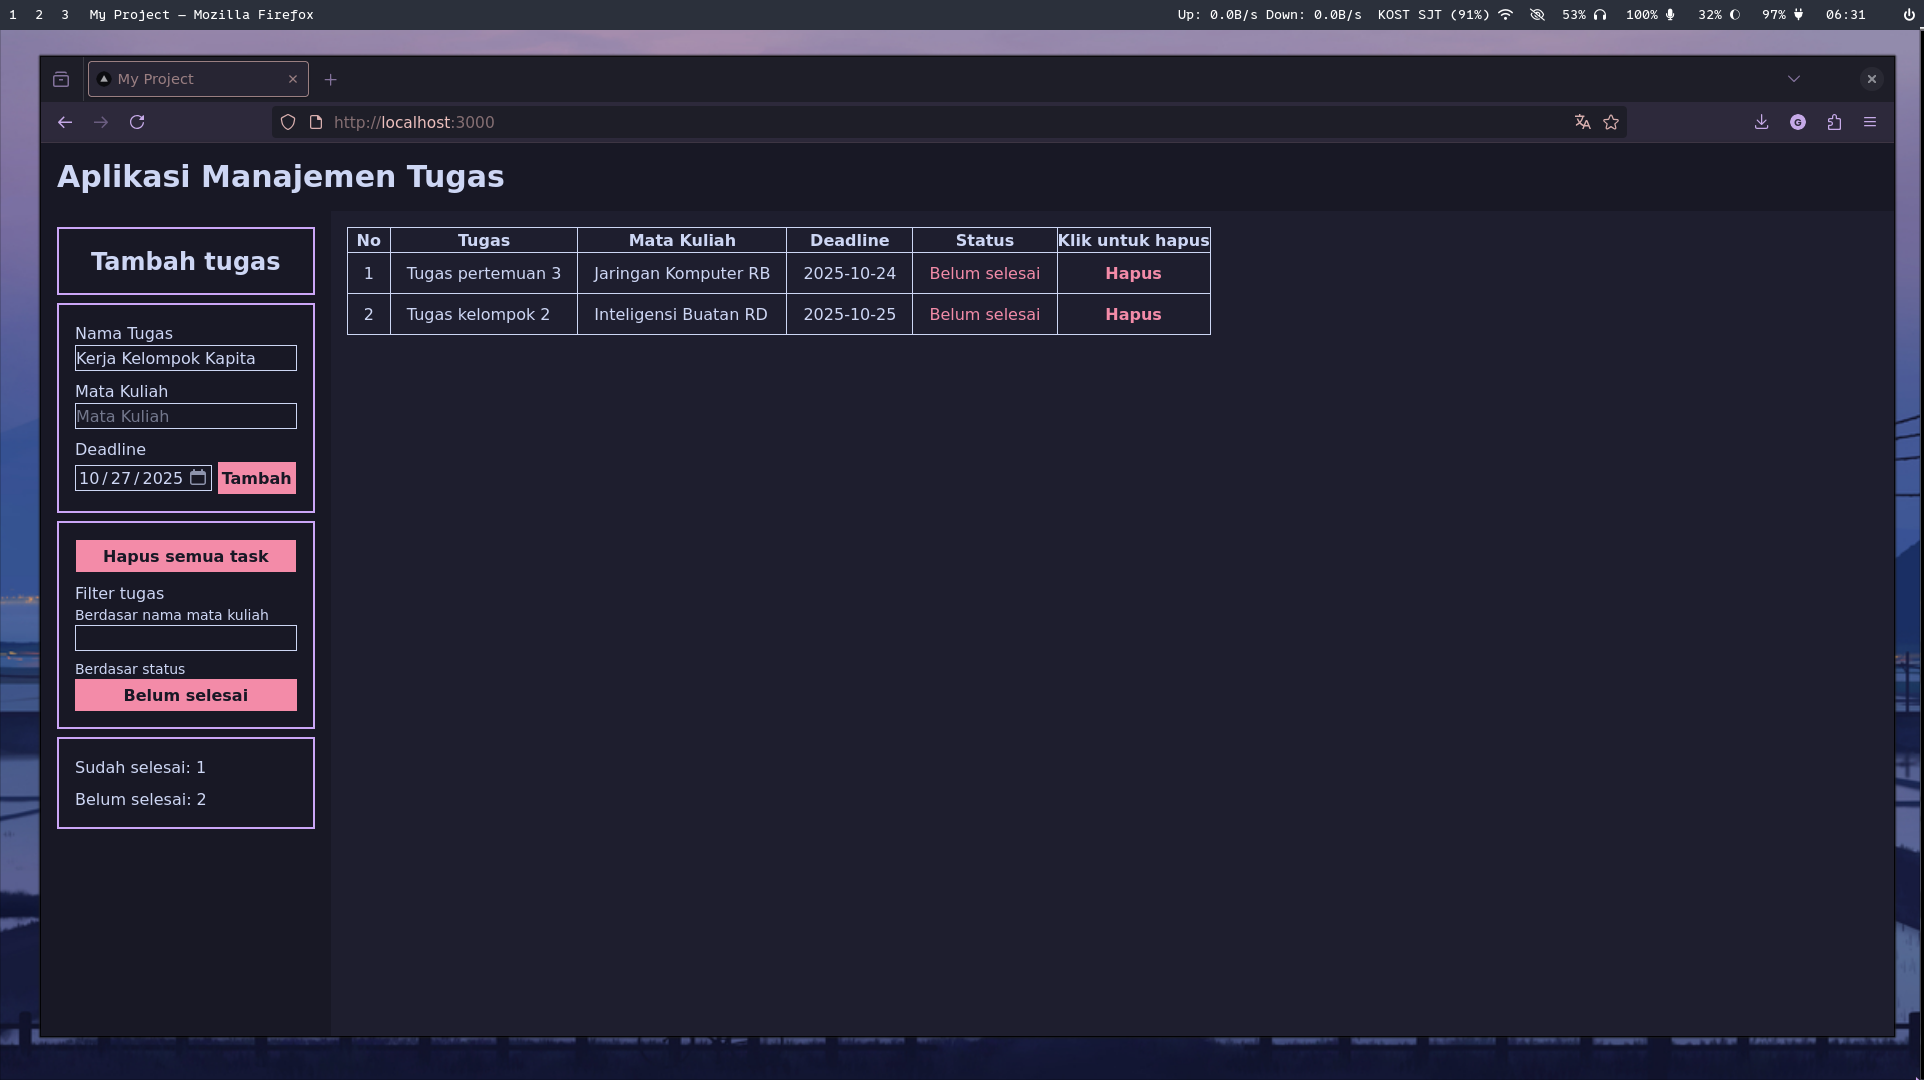 1 2 3 My Project — Mozilla Firefox
Up: 0.0B/s Down: 0.0B/s KOST SJT (91%) 53% 100% 32% 97% 06:31
My Project
http://localhost:3000
G
Aplikasi Manajemen Tugas
Tambah tugas
Nama Tugas
Kerja Kelompok Kapita
Mata Kuliah
Mata Kuliah
Deadline
10/27/2025 Tambah
Hapus semua task
Filter tugas
Berdasar nama mata kuliah
Berdasar status
Belum selesai
Sudah selesai: 1
Belum selesai: 2
No Tugas Mata Kuliah Deadline Status Klik untuk hapus
1 Tugas pertemuan 3 Jaringan Komputer RB 2025-10-24 Belum selesai Hapus
2 Tugas kelompok 2 Inteligensi Buatan RD 2025-10-25 Belum selesai Hapus